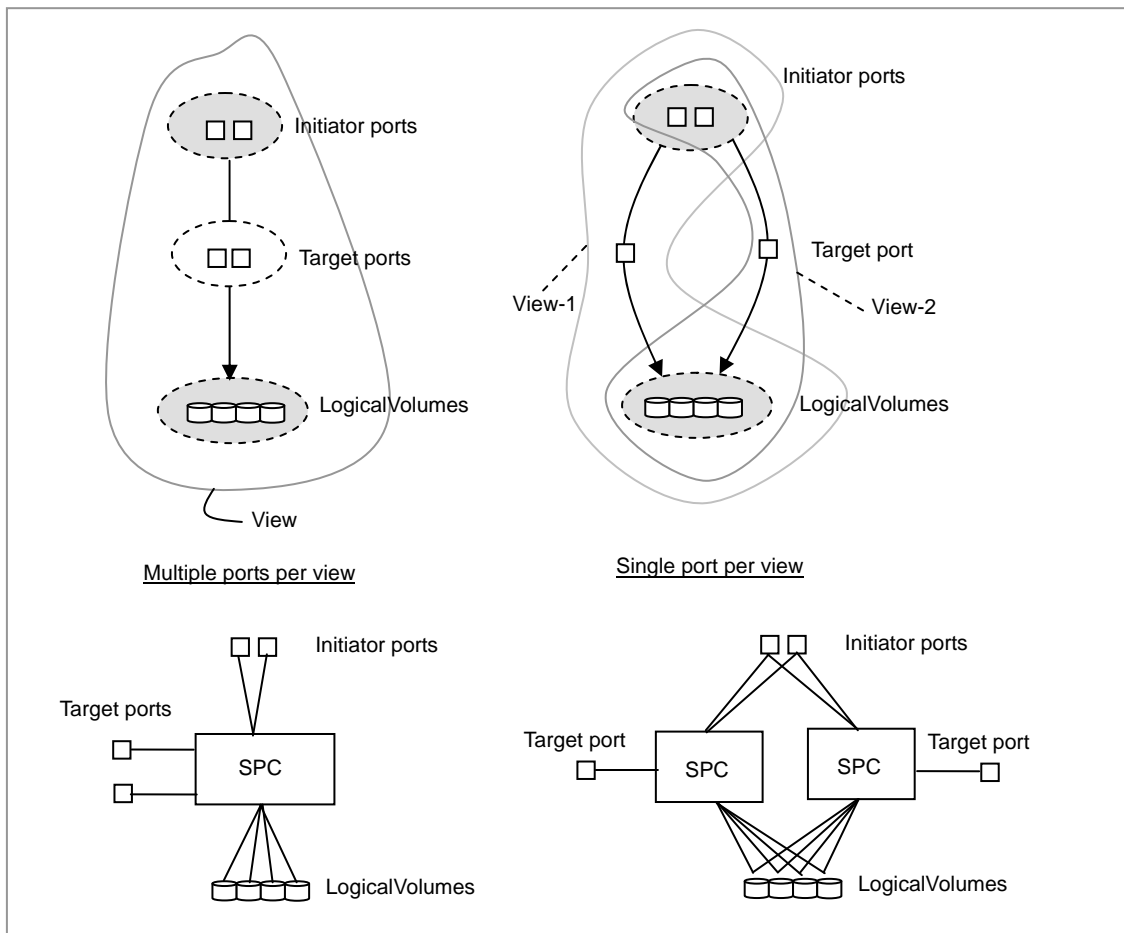 Initiator ports
Target ports
LogicalVolumes
View
Multiple ports per view
Initiator ports
Target port
View-1
View-2
LogicalVolumes
Single port per view
Initiator ports
Target ports
SPC
LogicalVolumes
Initiator ports
Target port
SPC
SPC
Target port
LogicalVolumes